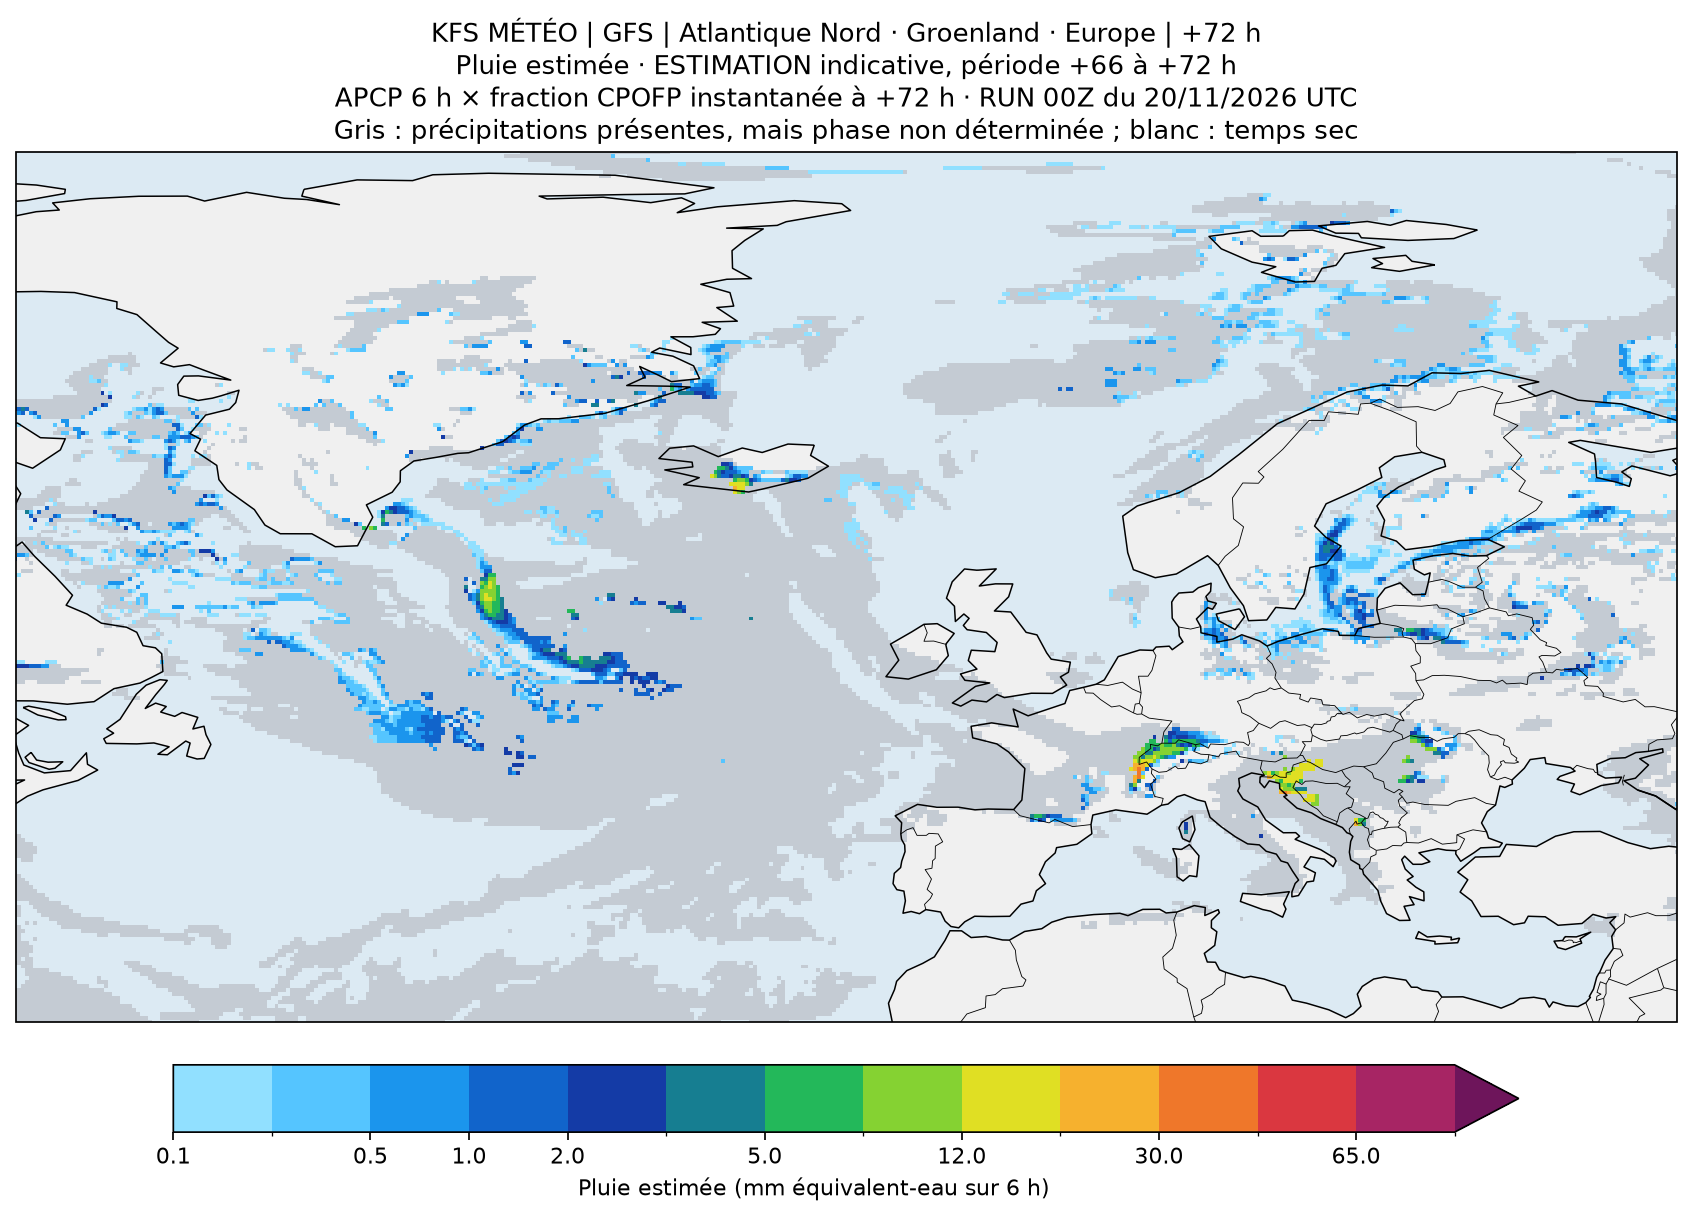 KFS MÉTÉO | GFS | Atlantique Nord · Groenland · Europe | +72 h
Pluie estimée · ESTIMATION indicative, période +66 à +72 h
APCP 6 h × fraction CPOFP instantanée à +72 h · RUN 00Z du 20/11/2026 UTC
Gris : précipitations présentes, mais phase non déterminée ; blanc : temps sec
0.1 0.5 1.0 2.0 5.0 12.0 30.0 65.0
Pluie estimée (mm équivalent-eau sur 6 h)